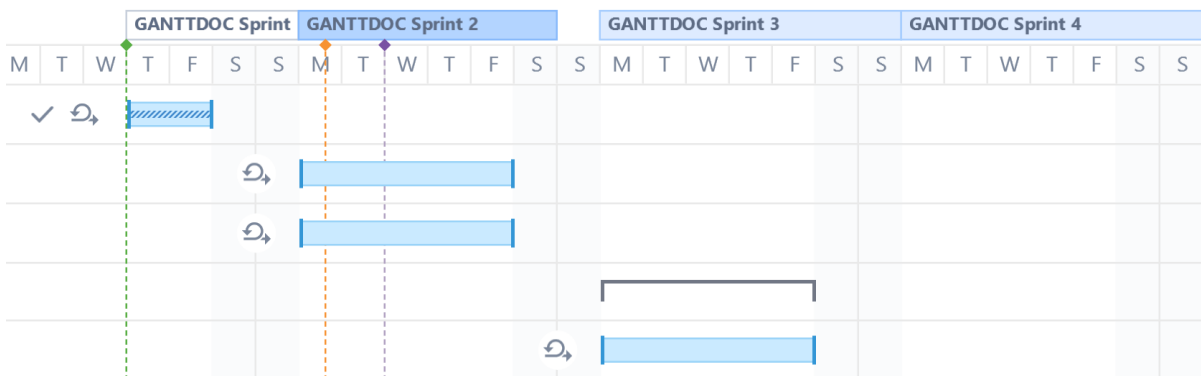 GANTTDOC Sprint GANTTDOC Sprint 2 GANTTDOC Sprint 3 GANTTDOC Sprint 4
M T W T F S S M T W T F S S M T W T F S S M T W T F S S